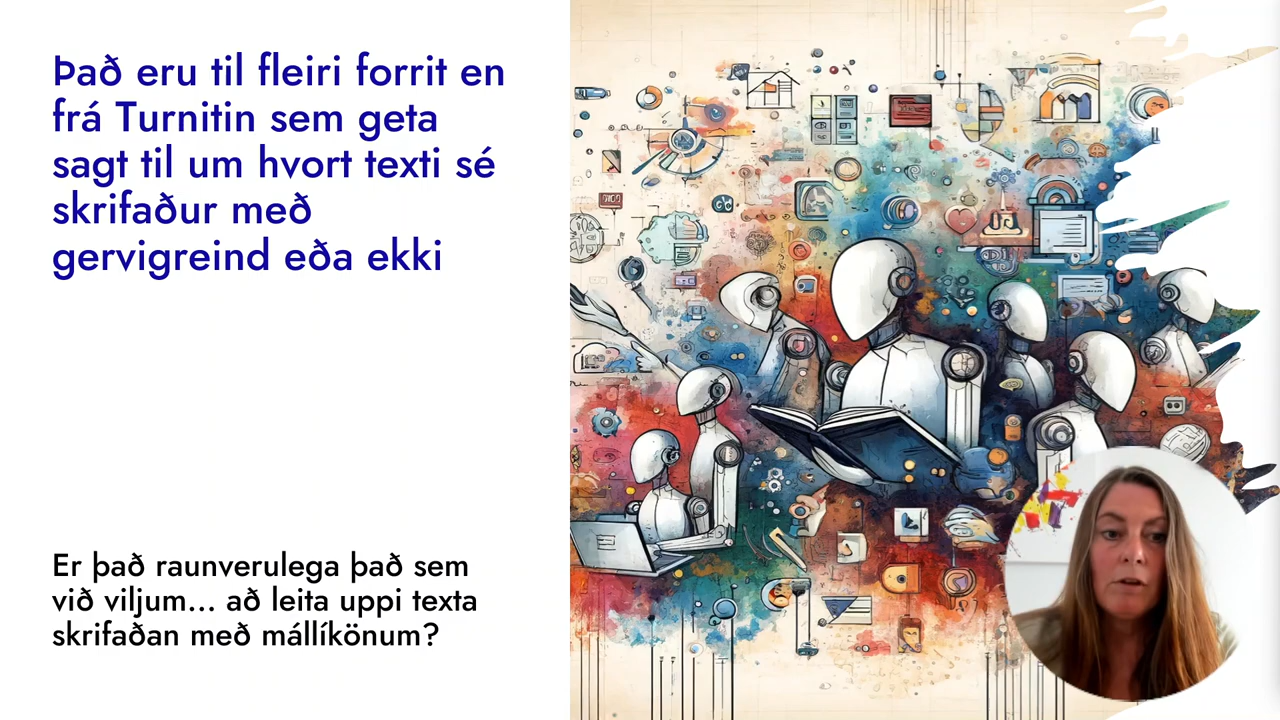 Það eru til fleiri forrit en
frá Turnitin sem geta
sagt til um hvort texti sé
skrifaður með
gervigreind eða ekki
Er það raunverulega það sem
við viljum... að leita uppi texta
skrifaðan með mállíkönum?